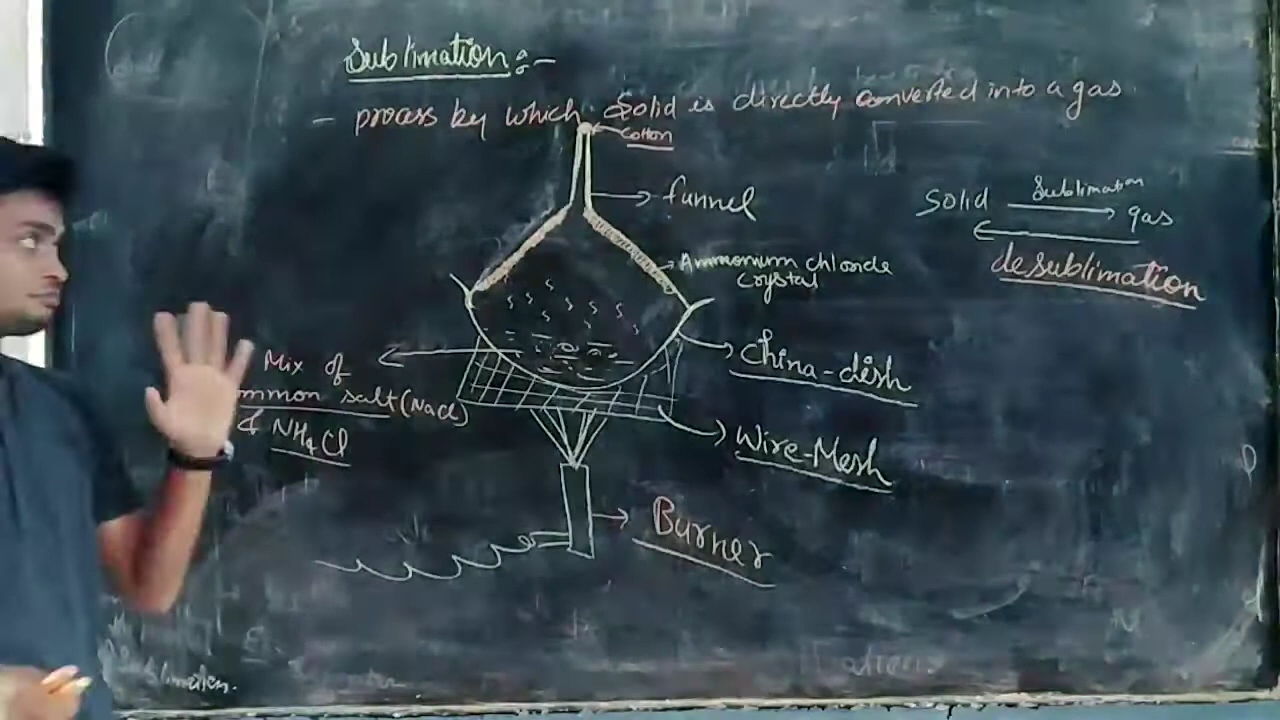 Sublimation :-
- process by which Solid is directly converted into a gas.
Cotton
funnel
Solid Sublimation gas
desublimation
Ammonium chloride
crystal
China-dish
Mix of
mmon salt (NaCl)
& NH4Cl
Wire-Mesh
Burner